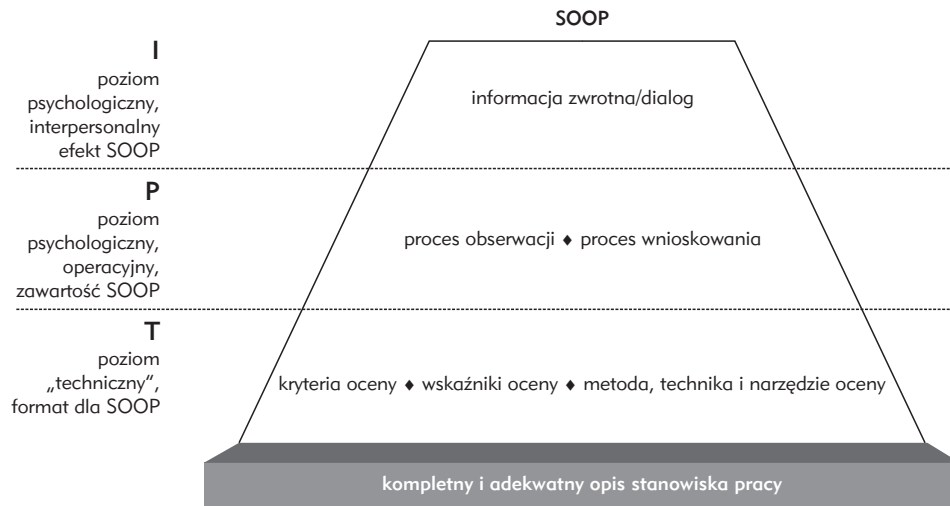 SOOP
I
poziom
psychologiczny,
interpersonalny
efekt SOOP
informacja zwrotna/dialog
P
poziom
psychologiczny,
operacyjny,
zawartość SOOP
proces obserwacji ♦ proces wnioskowania
T
poziom
„techniczny“,
format dla SOOP
kryteria oceny ♦ wskaźniki oceny ♦ metoda, technika i narzędzie oceny
kompletny i adekwatny opis stanowiska pracy